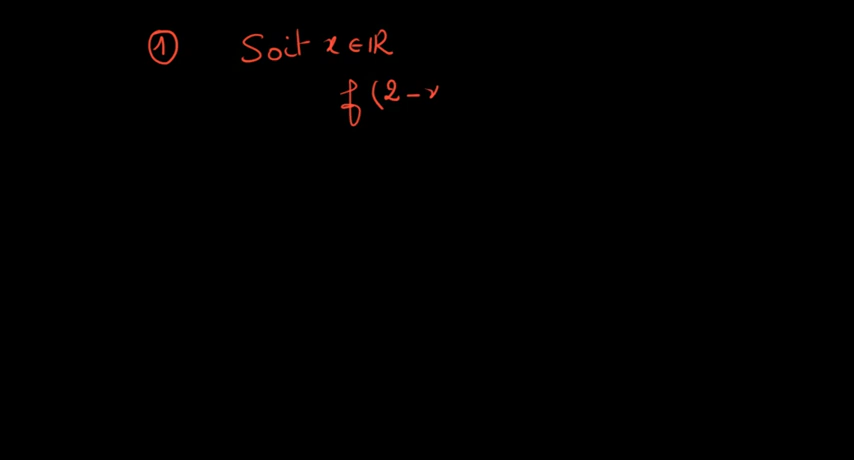 ① Soit x ∈ ℝ
f(2-x